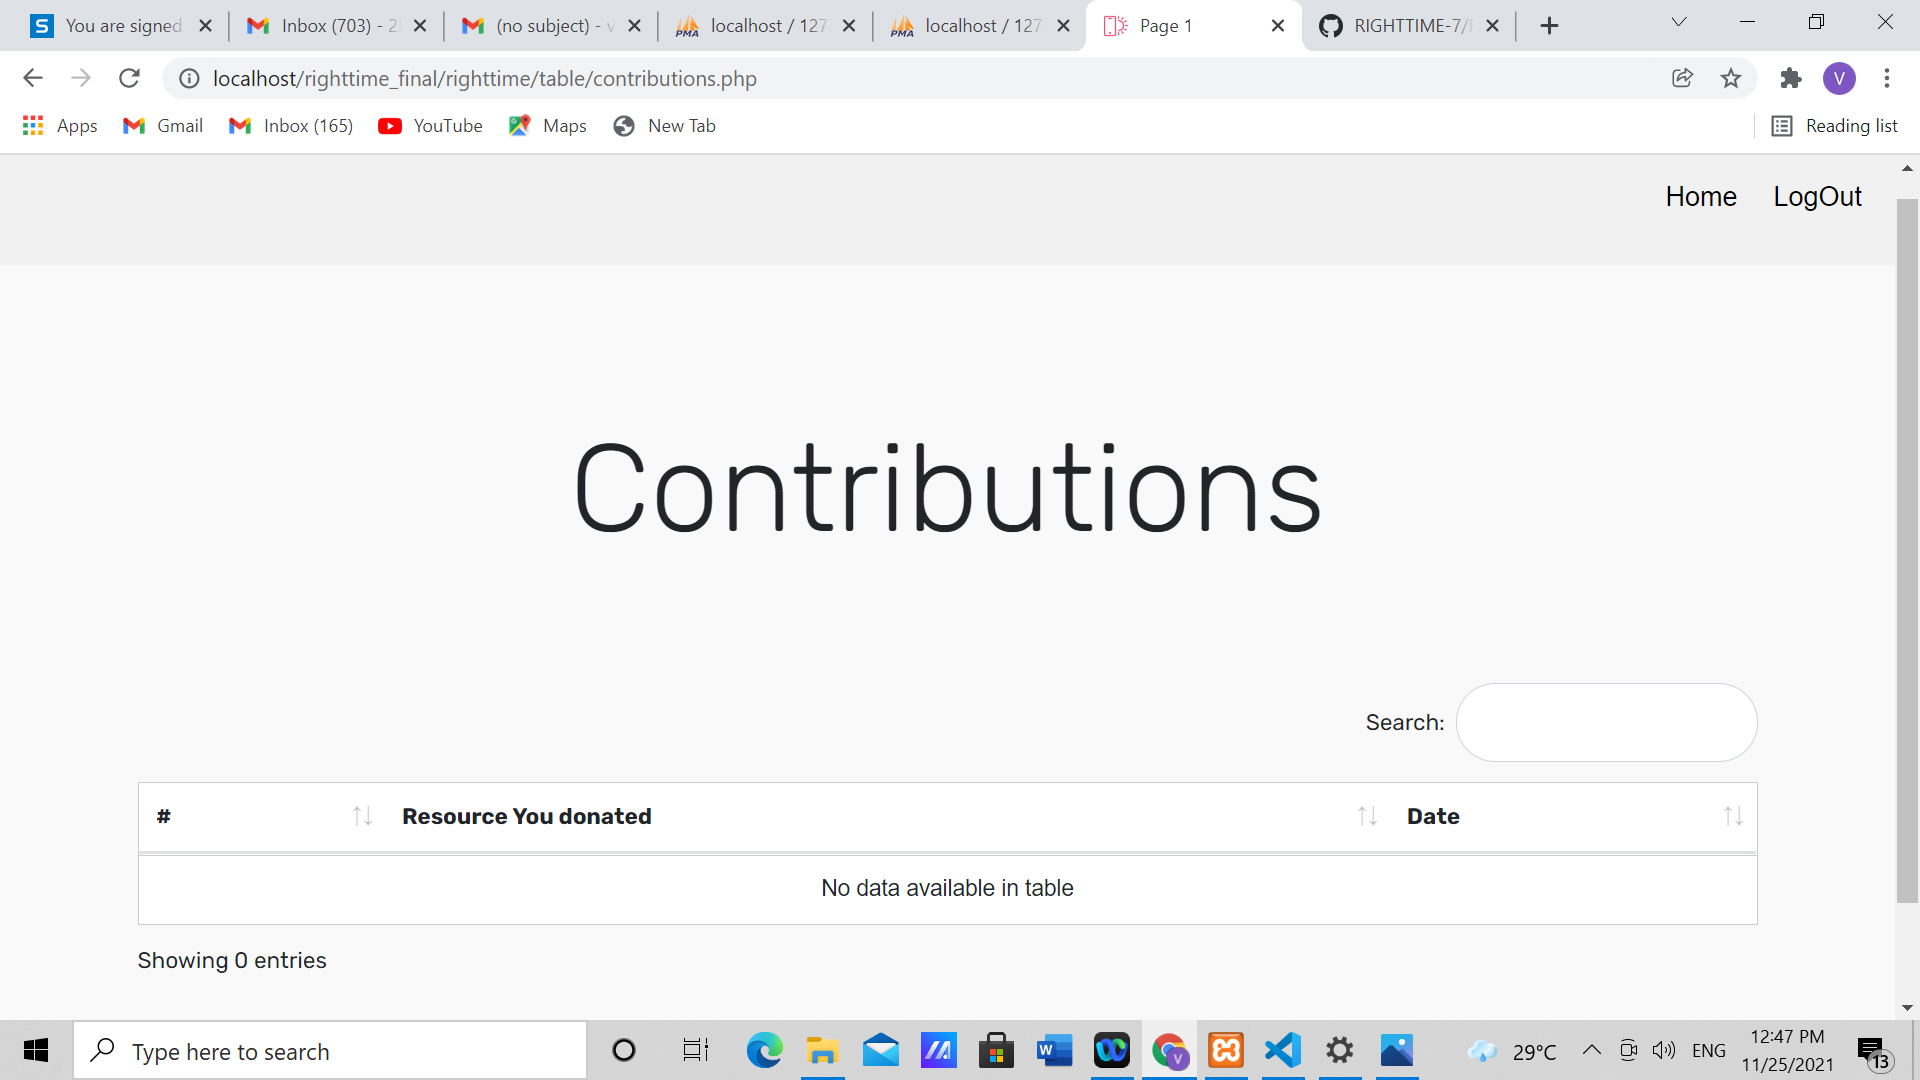 You are signed
Inbox (703) - 2
(no subject) - v
localhost / 127
localhost / 127
Page 1
RIGHTTIME-7/
localhost/righttime_final/righttime/table/contributions.php
V
Apps
Gmail
Inbox (165)
YouTube
Maps
New Tab
Reading list
Home
LogOut
Contributions
Search:
# Resource You donated Date
No data available in table
Showing 0 entries
Type here to search
29°C
ENG
12:47 PM
11/25/2021
13